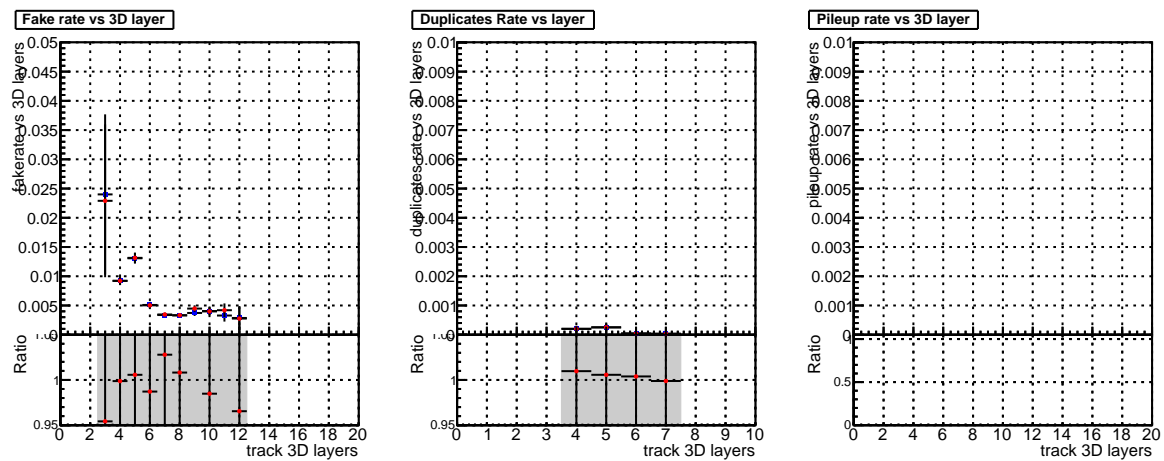 Fake rate vs 3D layer
fakerate vs 3D layers
0.05
0.045
0.04
0.035
0.03
0.025
0.02
0.015
0.01
0.005
0
Ratio
1
0.95
0 2 4 6 8 10 12 14 16 18 20
track 3D layers
Duplicates Rate vs layer
duplicates rate vs 3D layers
0.01
0.009
0.008
0.007
0.006
0.005
0.004
0.003
0.002
0.001
0
Ratio
1
0.95
0 1 2 3 4 5 6 7 8 9 10
track 3D layers
Pileup rate vs 3D layer
pileup rate vs 3D layers
0.01
0.009
0.008
0.007
0.006
0.005
0.004
0.003
0.002
0.001
0
Ratio
1
0.5
0
0 2 4 6 8 10 12 14 16 18 20
track 3D layers